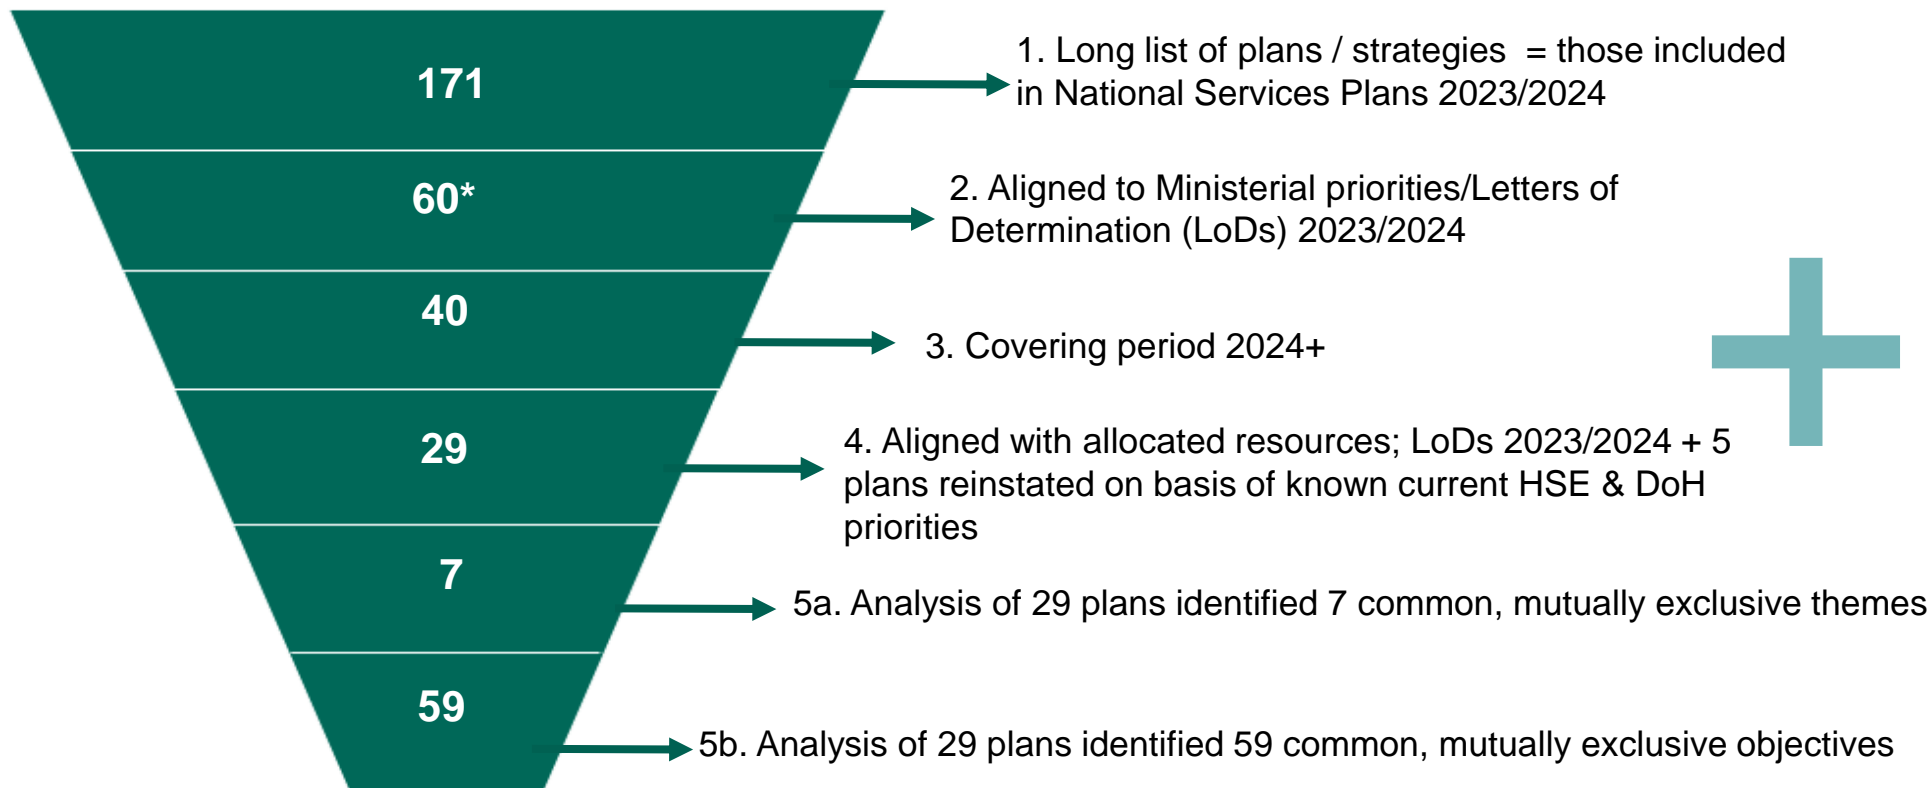 171
1. Long list of plans / strategies = those included
in National Services Plans 2023/2024
60*
2. Aligned to Ministerial priorities/Letters of
Determination (LoDs) 2023/2024
40
3. Covering period 2024+
29
4. Aligned with allocated resources; LoDs 2023/2024 + 5
plans reinstated on basis of known current HSE & DoH
priorities
7
5a. Analysis of 29 plans identified 7 common, mutually exclusive themes
59
5b. Analysis of 29 plans identified 59 common, mutually exclusive objectives